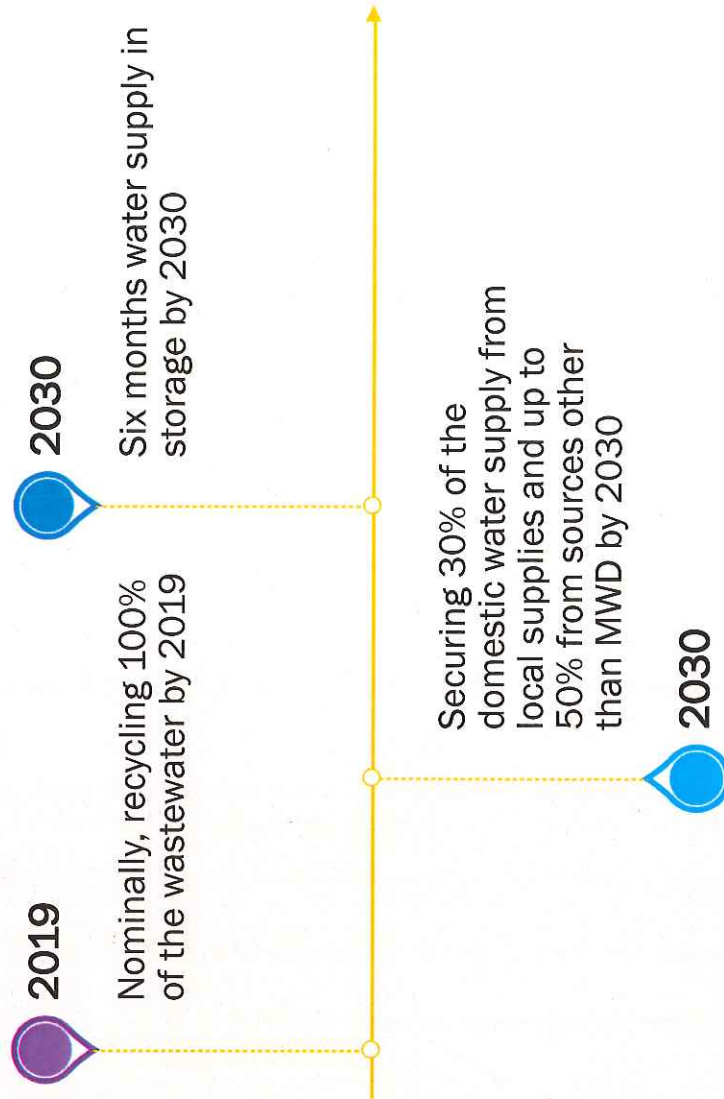 2019
Nominally, recycling 100%
of the wastewater by 2019
2030
Six months water supply in
storage by 2030
Securing 30% of the
domestic water supply from
local supplies and up to
50% from sources other
than MWD by 2030
2030